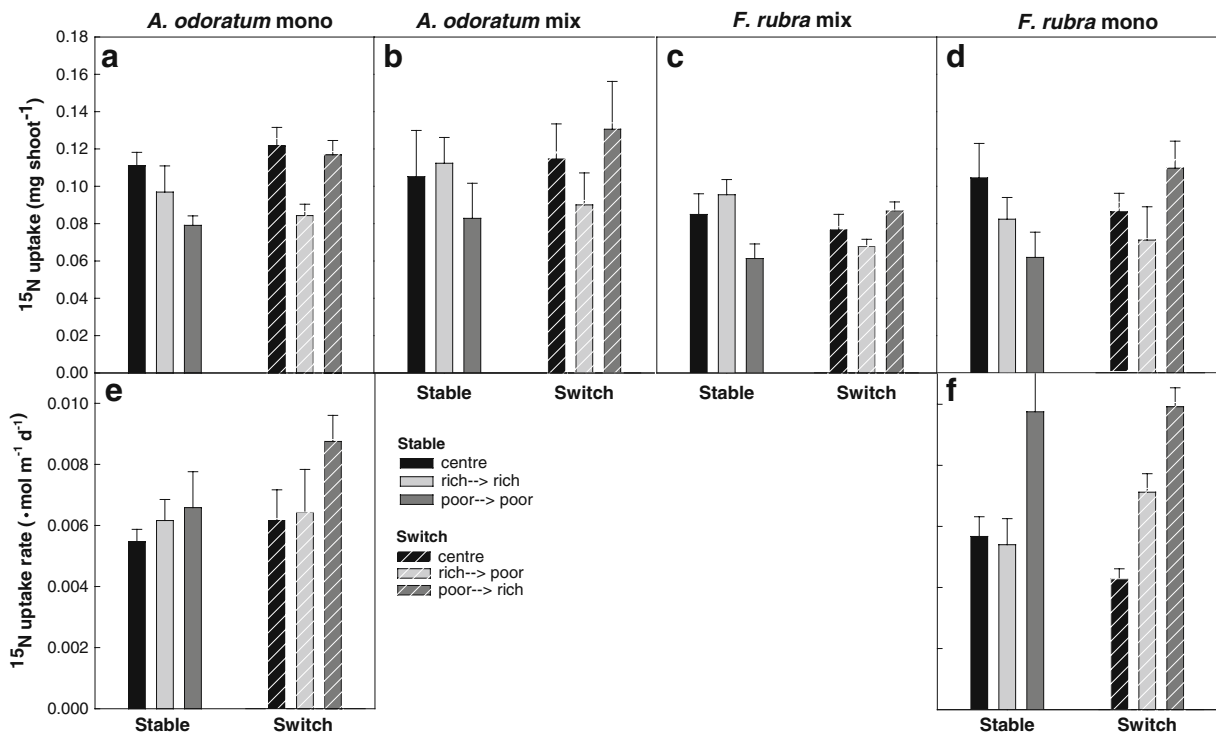 A. odoratum mono
A. odoratum mix
F. rubra mix
F. rubra mono
15N uptake (mg shoot-1)
0.18
0.16
0.14
0.12
0.10
0.08
0.06
0.04
0.02
0.00
a
b
c
d
Stable
Switch
Stable
Switch
15N uptake rate (•mol m-1 d-1)
0.010
0.008
0.006
0.004
0.002
0.000
e
f
Stable
centre
rich--> rich
poor--> poor
Switch
centre
rich--> poor
poor--> rich
Stable
Switch
Stable
Switch